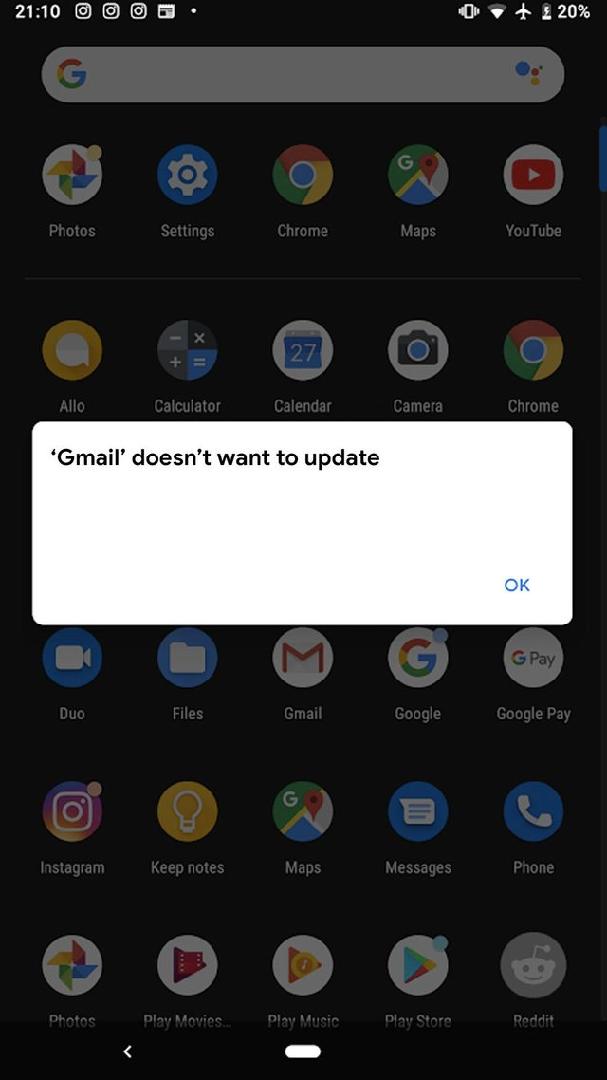 21:10
20%
Photos Settings Chrome Maps YouTube
27
Allo Calculator Calendar Camera Chrome
‘Gmail’ doesn’t want to update
OK
G Pay
Duo Files Gmail Google Google Pay
Instagram Keep notes Maps Messages Phone
Photos Play Movies... Play Music Play Store Reddit